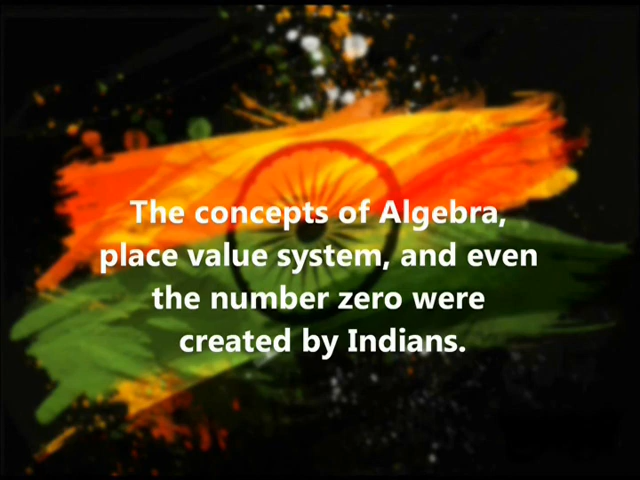 The concepts of Algebra,
place value system, and even
the number zero were
created by Indians.